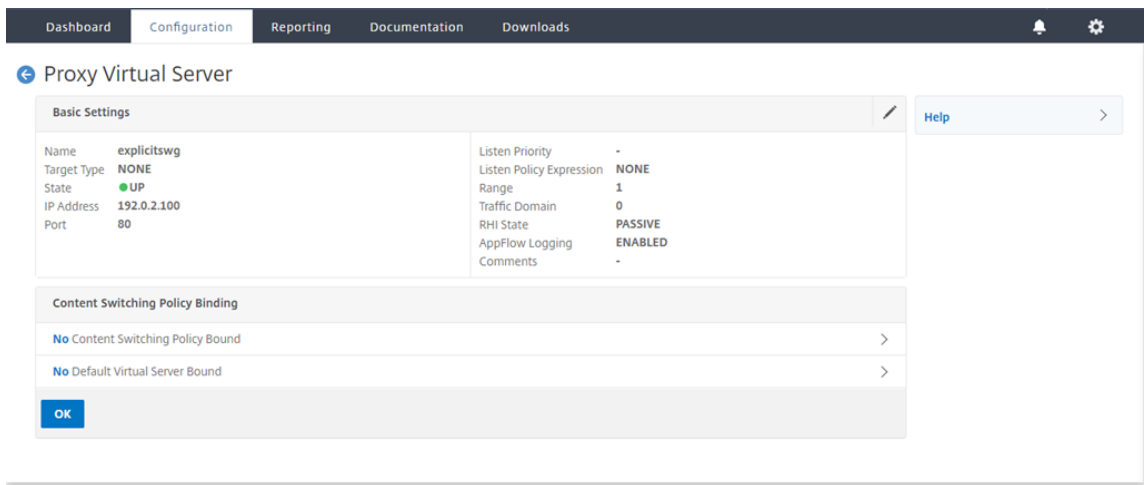 Dashboard Configuration Reporting Documentation Downloads
Proxy Virtual Server
Basic Settings
Help
Name explicitswg
Target Type NONE
State UP
IP Address 192.0.2.100
Port 80
Listen Priority -
Listen Policy Expression NONE
Range 1
Traffic Domain 0
RHI State PASSIVE
AppFlow Logging ENABLED
Comments -
Content Switching Policy Binding
No Content Switching Policy Bound
No Default Virtual Server Bound
OK